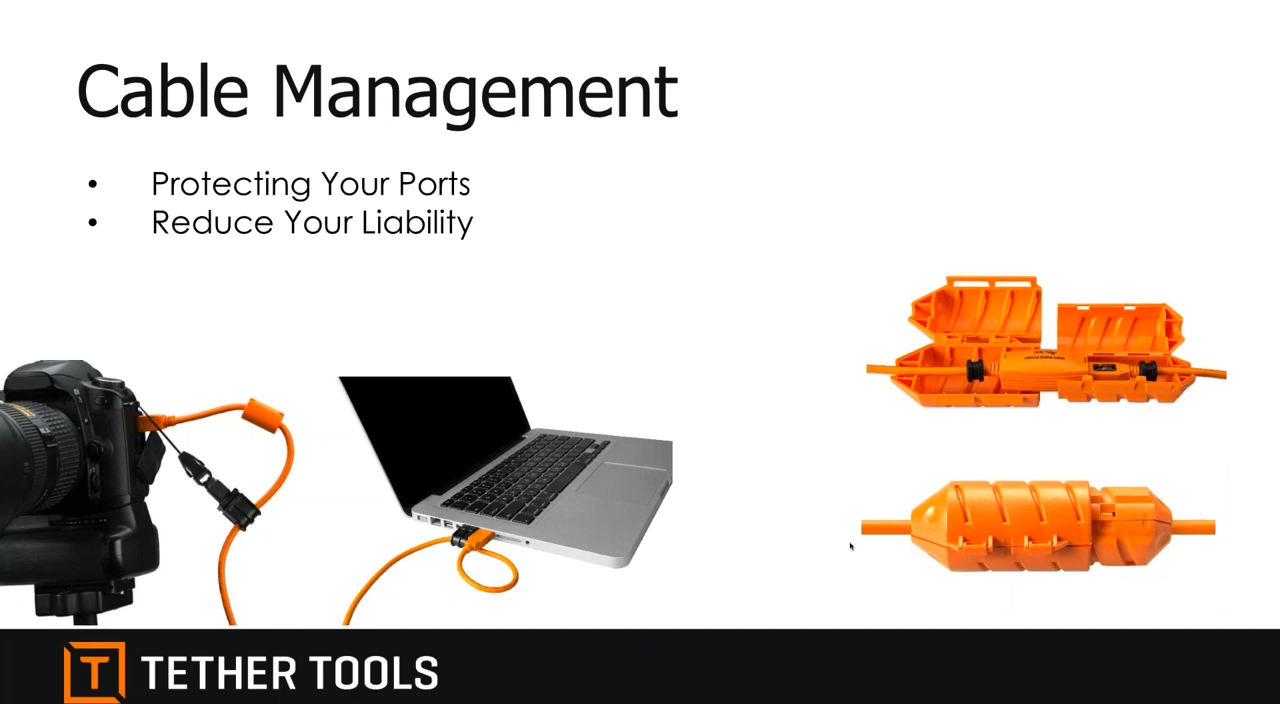 Cable Management
• Protecting Your Ports
• Reduce Your Liability
TETHER TOOLS